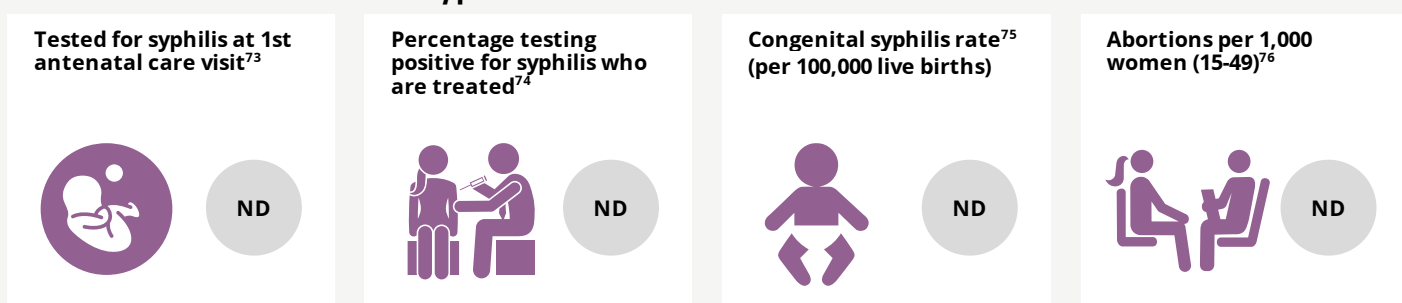 Tested for syphilis at 1st
antenatal care visit73
ND
Percentage testing
positive for syphilis who
are treated74
ND
Congenital syphilis rate75
(per 100,000 live births)
ND
Abortions per 1,000
women (15-49)76
ND